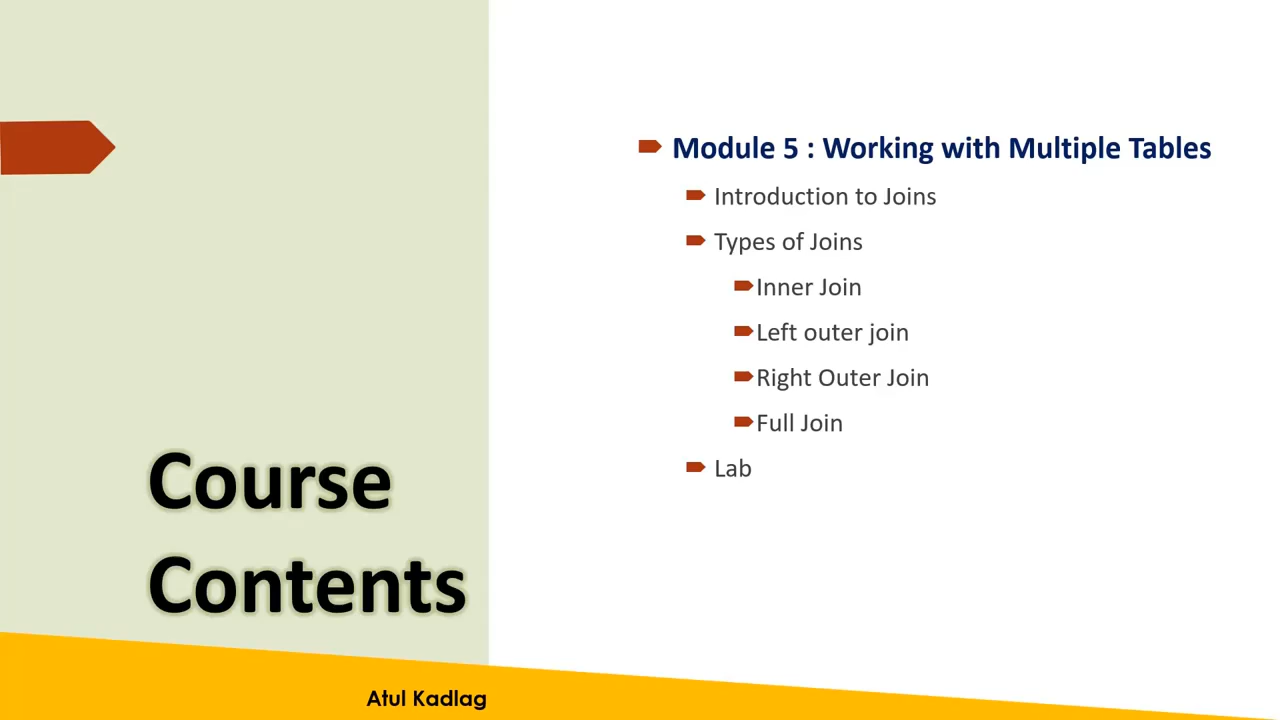 Course
Contents
Module 5 : Working with Multiple Tables
Introduction to Joins
Types of Joins
Inner Join
Left outer join
Right Outer Join
Full Join
Lab
Atul Kadlag